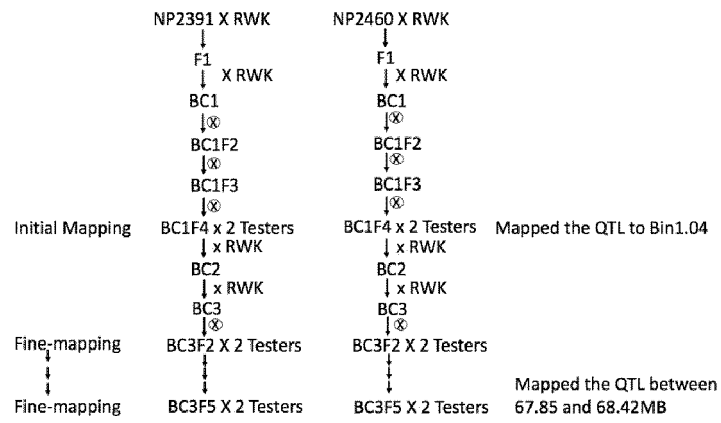 NP2391 X RWK NP2460 X RWK
F1 F1
X RWK X RWK
BC1 BC1
ⓧ ⓧ
BC1F2 BC1F2
ⓧ ⓧ
BC1F3 BC1F3
ⓧ ⓧ
Initial Mapping BC1F4 x 2 Testers BC1F4 x 2 Testers Mapped the QTL to Bin1.04
x RWK x RWK
BC2 BC2
x RWK x RWK
BC3 BC3
ⓧ ⓧ
Fine-mapping BC3F2 X 2 Testers BC3F2 X 2 Testers
Mapped the QTL between
Fine-mapping BC3F5 X 2 Testers BC3F5 X 2 Testers 67.85 and 68.42MB